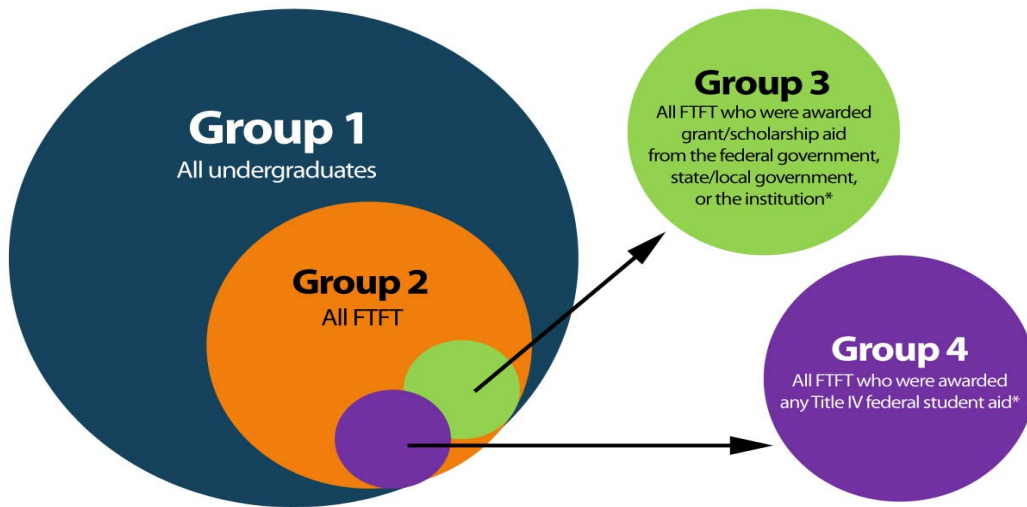 Group 1
All undergraduates
Group 2
All FTFT
Group 3
All FTFT who were awarded
grant/scholarship aid
from the federal government,
state/local government,
or the institution*
Group 4
All FTFT who were awarded
any Title IV federal student aid*